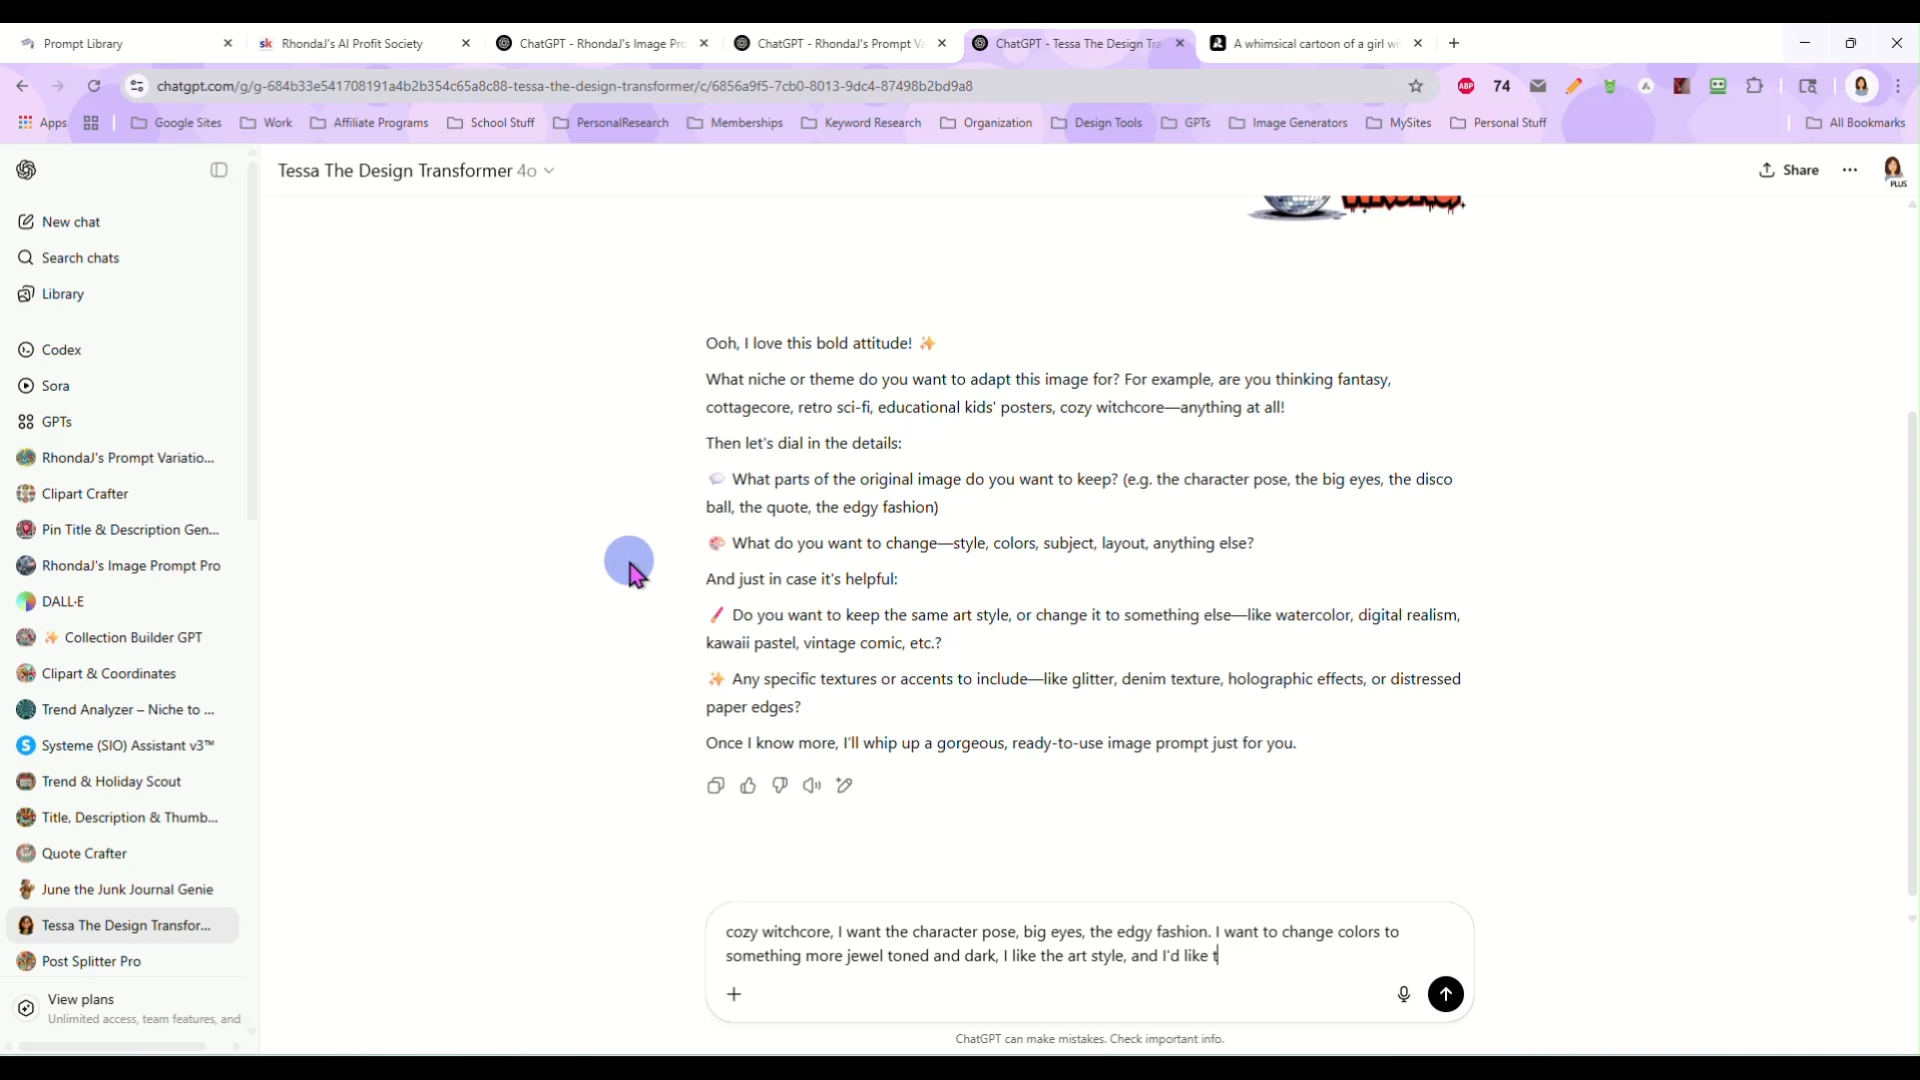 Prompt Library
sk RhondaJ's AI Profit Society
ChatGPT - RhondaJ's Image Pro
ChatGPT - RhondaJ's Prompt Va
ChatGPT - Tessa The Design Tra
A whimsical cartoon of a girl wi
chatgpt.com/g/g-684b33e541708191a4b2b354c65a8c88-tessa-the-design-transformer/c/6856a9f5-7cb0-8013-9dc4-87498b2bd9a8
ABP
74
Apps
Google Sites
Work
Affiliate Programs
School Stuff
PersonalResearch
Memberships
Keyword Research
Organization
Design Tools
GPTs
Image Generators
MySites
Personal Stuff
All Bookmarks
Tessa The Design Transformer 4o
Share
PLUS
New chat
Search chats
Library
Codex
Sora
GPTs
RhondaJ's Prompt Variatio...
Clipart Crafter
Pin Title & Description Gen...
RhondaJ's Image Prompt Pro
DALL·E
✨ Collection Builder GPT
Clipart & Coordinates
Trend Analyzer – Niche to ...
Systeme (SIO) Assistant v3™
Trend & Holiday Scout
Title, Description & Thumb...
Quote Crafter
June the Junk Journal Genie
Tessa The Design Transfor...
Post Splitter Pro
View plans
Unlimited access, team features, and
Ooh, I love this bold attitude! ✨
What niche or theme do you want to adapt this image for? For example, are you thinking fantasy,
cottagecore, retro sci-fi, educational kids' posters, cozy witchcore—anything at all!
Then let's dial in the details:
💬 What parts of the original image do you want to keep? (e.g. the character pose, the big eyes, the disco
ball, the quote, the edgy fashion)
🎨 What do you want to change—style, colors, subject, layout, anything else?
And just in case it's helpful:
🖌️ Do you want to keep the same art style, or change it to something else—like watercolor, digital realism,
kawaii pastel, vintage comic, etc.?
✨ Any specific textures or accents to include—like glitter, denim texture, holographic effects, or distressed
paper edges?
Once I know more, I'll whip up a gorgeous, ready-to-use image prompt just for you.
cozy witchcore, I want the character pose, big eyes, the edgy fashion. I want to change colors to
something more jewel toned and dark, I like the art style, and I'd like t
ChatGPT can make mistakes. Check important info.